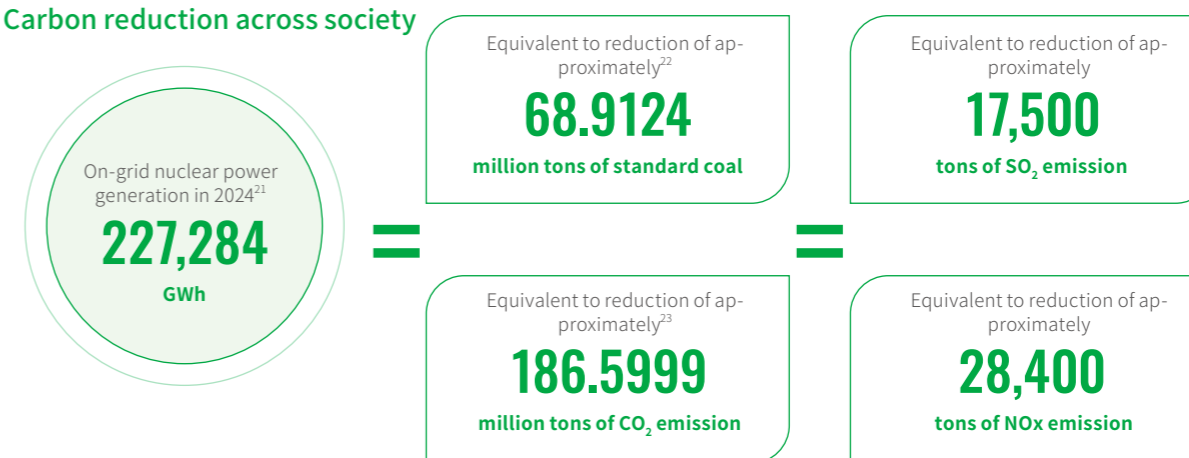 Carbon reduction across society
On-grid nuclear power
generation in 2024²¹
227,284
GWh
=
Equivalent to reduction of ap-
proximately²²
68.9124
million tons of standard coal
Equivalent to reduction of ap-
proximately²³
186.5999
million tons of CO₂ emission
=
Equivalent to reduction of ap-
proximately
17,500
tons of SO₂ emission
Equivalent to reduction of ap-
proximately
28,400
tons of NOx emission